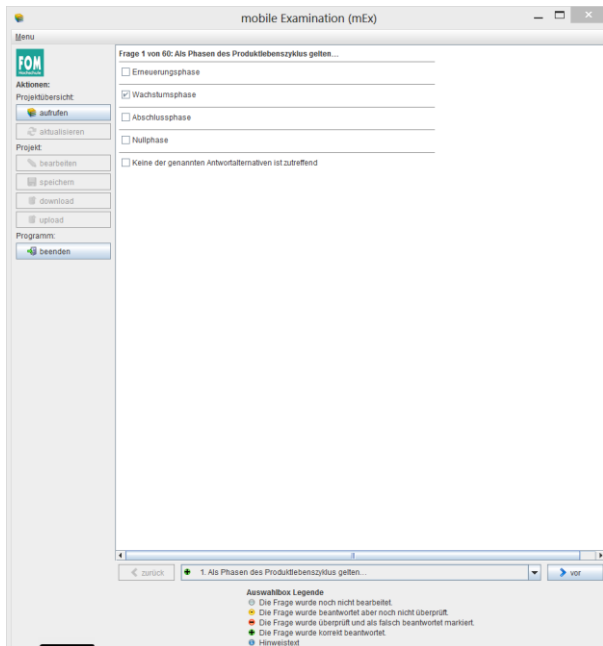 mobile Examination (mEx)
Menu
FOM
Hochschule
Aktionen:
Projektübersicht:
aufrufen
aktualisieren
Projekt:
bearbeiten
speichern
download
upload
Programm:
beenden
Frage 1 von 60: Als Phasen des Produktlebenszyklus gelten...
Erneuerungsphase
Wachstumsphase
Abschlussphase
Nullphase
Keine der genannten Antwortalternativen ist zutreffend
zurück
1. Als Phasen des Produktlebenszyklus gelten...
vor
Auswahlbox Legende
Die Frage wurde noch nicht bearbeitet.
Die Frage wurde beantwortet aber noch nicht überprüft.
Die Frage wurde überprüft und als falsch beantwortet markiert.
Die Frage wurde korrekt beantwortet.
Hinweistext